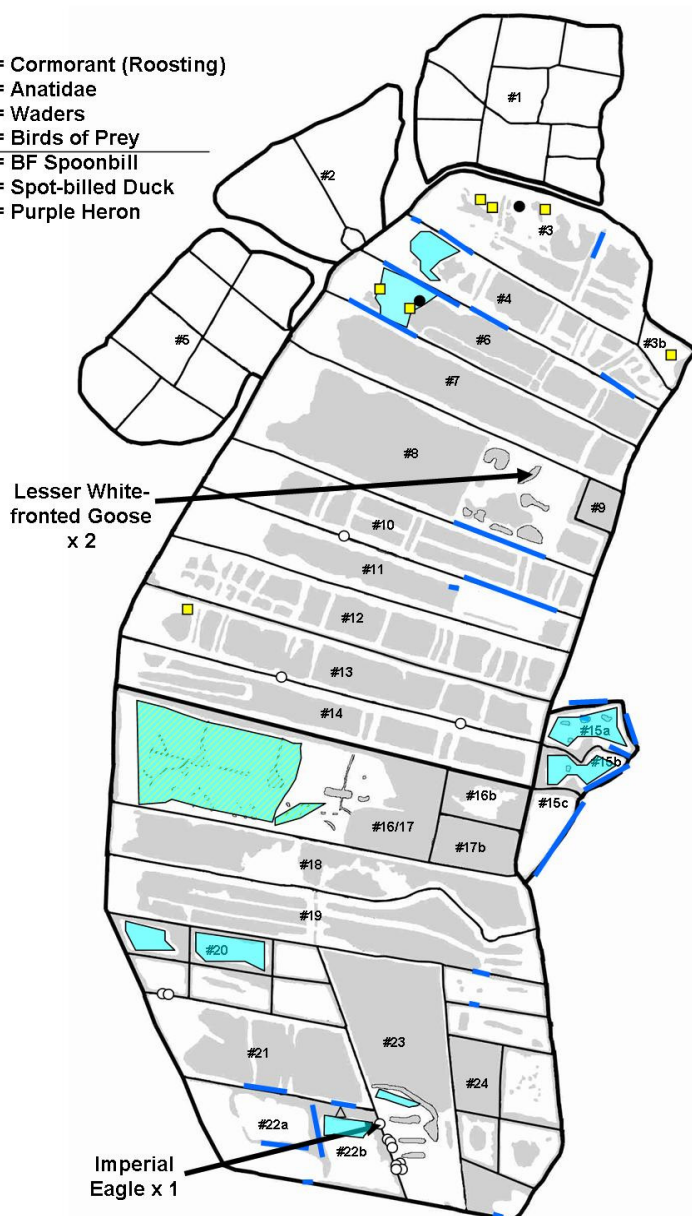 = Cormorant (Roosting)
= Anatidae
= Waders
= Birds of Prey
= BF Spoonbill
= Spot-billed Duck
= Purple Heron
#1
#2
#3
#4
#5
#3b
#6
#7
#8
Lesser White-
fronted Goose
x 2
#9
#10
#11
#12
#13
#14
#15a
#15b
#16b
#15c
#16/17
#17b
#18
#19
#20
#23
#21
#24
#22a
#22b
Imperial
Eagle x 1